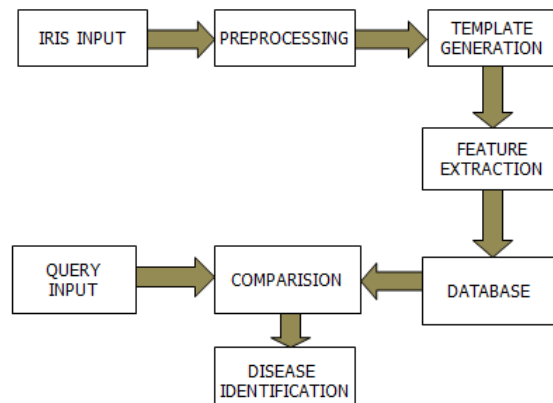 IRIS INPUT
PREPROCESSING
TEMPLATE
GENERATION
FEATURE
EXTRACTION
QUERY
INPUT
COMPARISION
DATABASE
DISEASE
IDENTIFICATION